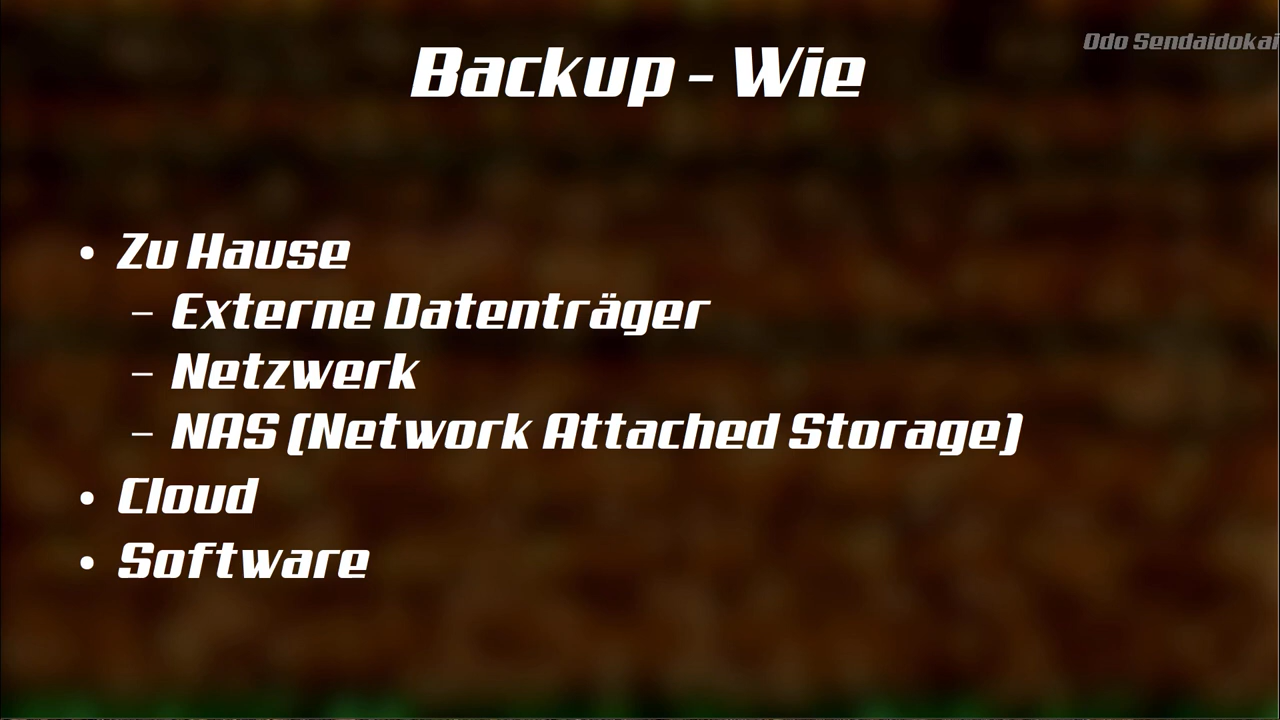 Odo Sendaidokai
Backup - Wie
• Zu Hause
– Externe Datenträger
– Netzwerk
– NAS (Network Attached Storage)
• Cloud
• Software